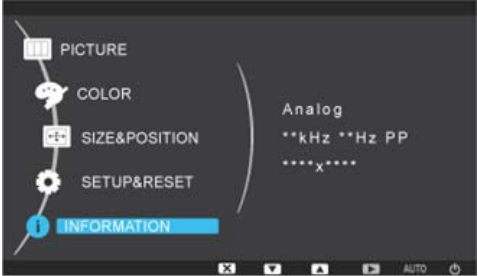 PICTURE
COLOR
SIZE&POSITION
SETUP&RESET
INFORMATION
Analog
**kHz **Hz PP
****x****
AUTO